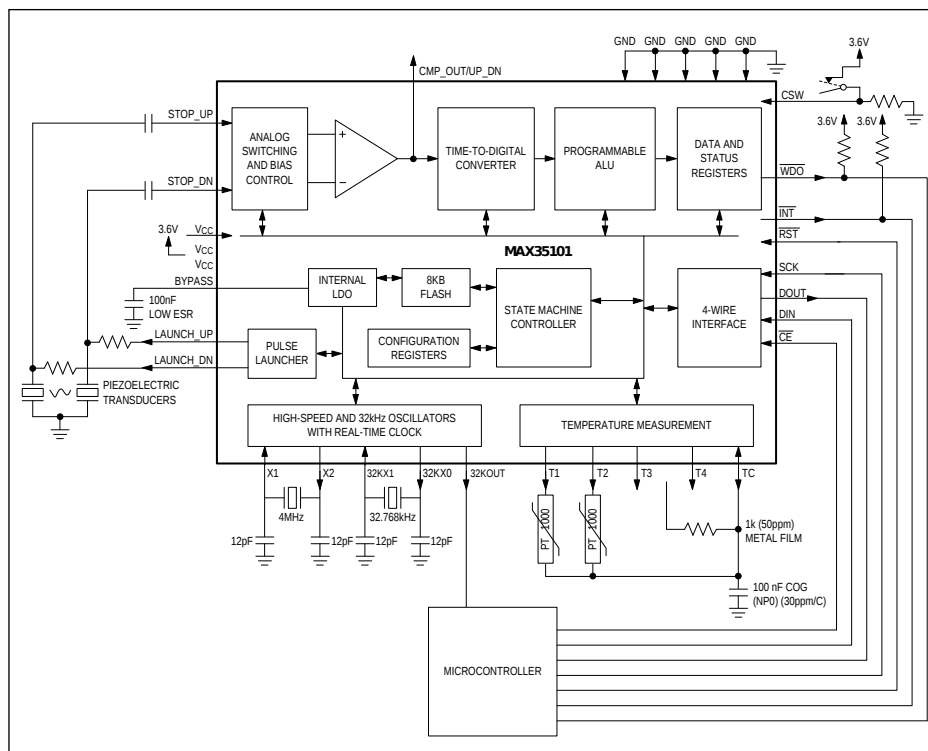 GND GND GND GND GND
3.6V
CMP_OUT/UP_DN
CSW
STOP_UP
3.6V 3.6V
ANALOG
SWITCHING
AND BIAS
CONTROL
+
−
TIME-TO-DIGITAL
CONVERTER
PROGRAMMABLE
ALU
DATA AND
STATUS
REGISTERS
WDO
STOP_DN
INT
3.6V
VCC
VCC
VCC
MAX35101
RST
BYPASS
SCK
100nF
LOW ESR
INTERNAL
LDO
8KB
FLASH
STATE MACHINE
CONTROLLER
4-WIRE
INTERFACE
DOUT
DIN
CE
LAUNCH_UP
LAUNCH_DN
PULSE
LAUNCHER
CONFIGURATION
REGISTERS
PIEZOELECTRIC
TRANSDUCERS
HIGH-SPEED AND 32kHz OSCILLATORS
WITH REAL-TIME CLOCK
TEMPERATURE MEASUREMENT
X1 X2 32KX1 32KX0 32KOUT T1 T2 T3 T4 TC
4MHz
32.768kHz
12pF 12pF 12pF 12pF
PT 1000
PT 1000
1k (50ppm)
METAL FILM
100 nF COG
(NP0) (30ppm/C)
MICROCONTROLLER